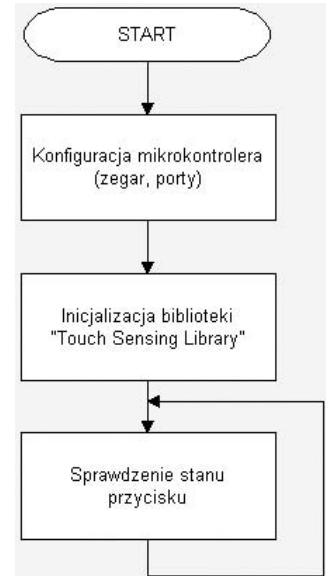 START
Konfiguracja mikrokontrolera
(zegar, porty)
Inicjalizacja biblioteki
"Touch Sensing Library"
Sprawdzenie stanu
przycisku